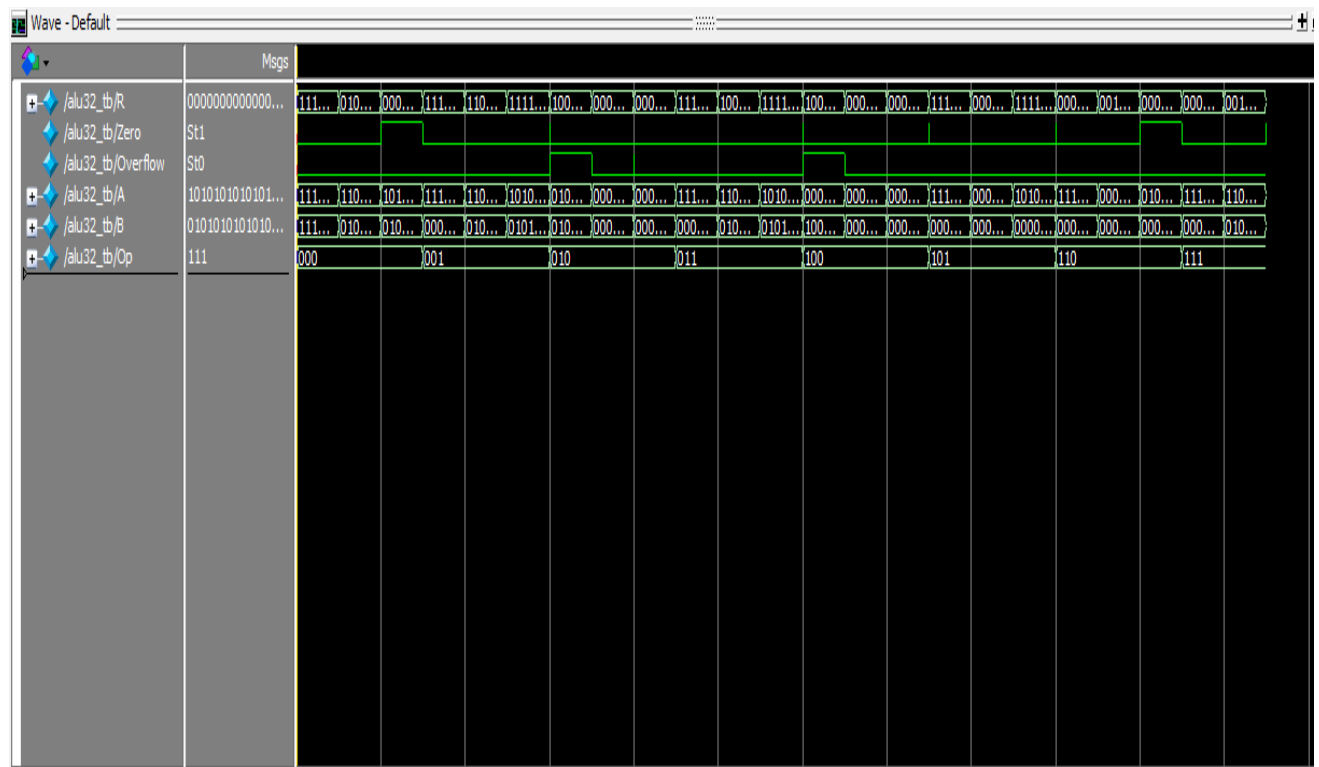 Wave - Default
Msgs
/alu32_tb/R 0000000000000... 111... 010... 000... 111... 110... 1111... 100... 000... 000... 111... 100... 1111... 100... 000... 000... 111... 000... 1111... 000... 001... 000... 000... 001...
/alu32_tb/Zero St1
/alu32_tb/Overflow St0
/alu32_tb/A 1010101010101... 111... 110... 101... 111... 110... 1010... 010... 000... 000... 111... 110... 1010... 000... 000... 000... 111... 000... 1010... 111... 000... 010... 111... 110...
/alu32_tb/B 0101010101010... 111... 010... 010... 000... 010... 0101... 010... 000... 000... 000... 010... 0101... 100... 000... 000... 000... 000... 0000... 000... 000... 000... 000... 010...
/alu32_tb/Op 111 000 001 010 011 100 101 110 111